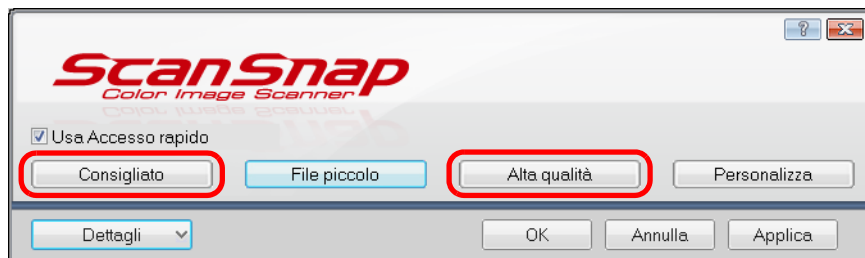 ScanSnap
Color Image Scanner
Usa Accesso rapido
Consigliato File piccolo Alta qualità Personalizza
Dettagli OK Annulla Applica